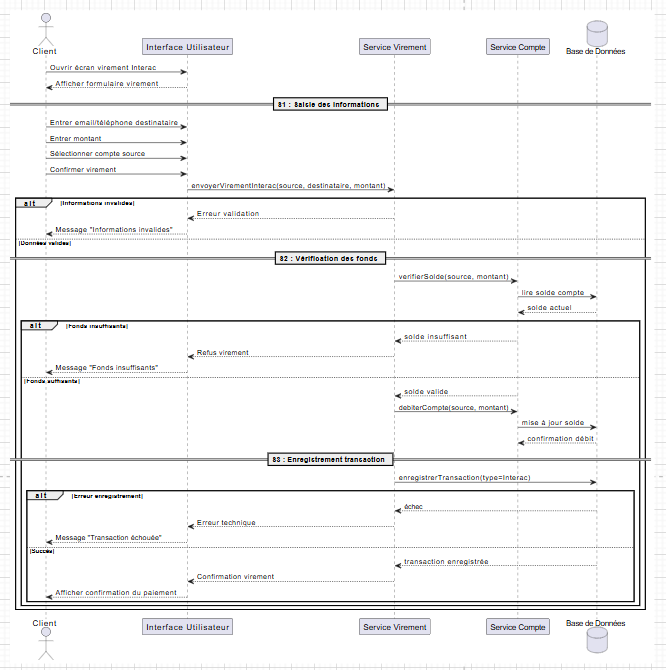 Client
Interface Utilisateur
Service Virement
Service Compte
Base de Données
Ouvrir écran virement Interac
Afficher formulaire virement
S1 : Saisie des informations
Entrer email/téléphone destinataire
Entrer montant
Sélectionner compte source
Confirmer virement
envoyerVirementInterac(source, destinataire, montant)
alt [Informations invalides]
Erreur validation
Message "Informations invalides"
[Données valides]
S2 : Vérification des fonds
verifierSolde(source, montant)
lire solde compte
solde actuel
alt [Fonds insuffisants]
solde insuffisant
Refus virement
Message "Fonds insuffisants"
[Fonds suffisants]
solde valide
debiterCompte(source, montant)
mise à jour solde
confirmation débit
S3 : Enregistrement transaction
enregistrerTransaction(type=Interac)
alt [Erreur enregistrement]
échec
Erreur technique
Message "Transaction échouée"
[Succès]
transaction enregistrée
Confirmation virement
Afficher confirmation du paiement
Client
Interface Utilisateur
Service Virement
Service Compte
Base de Données